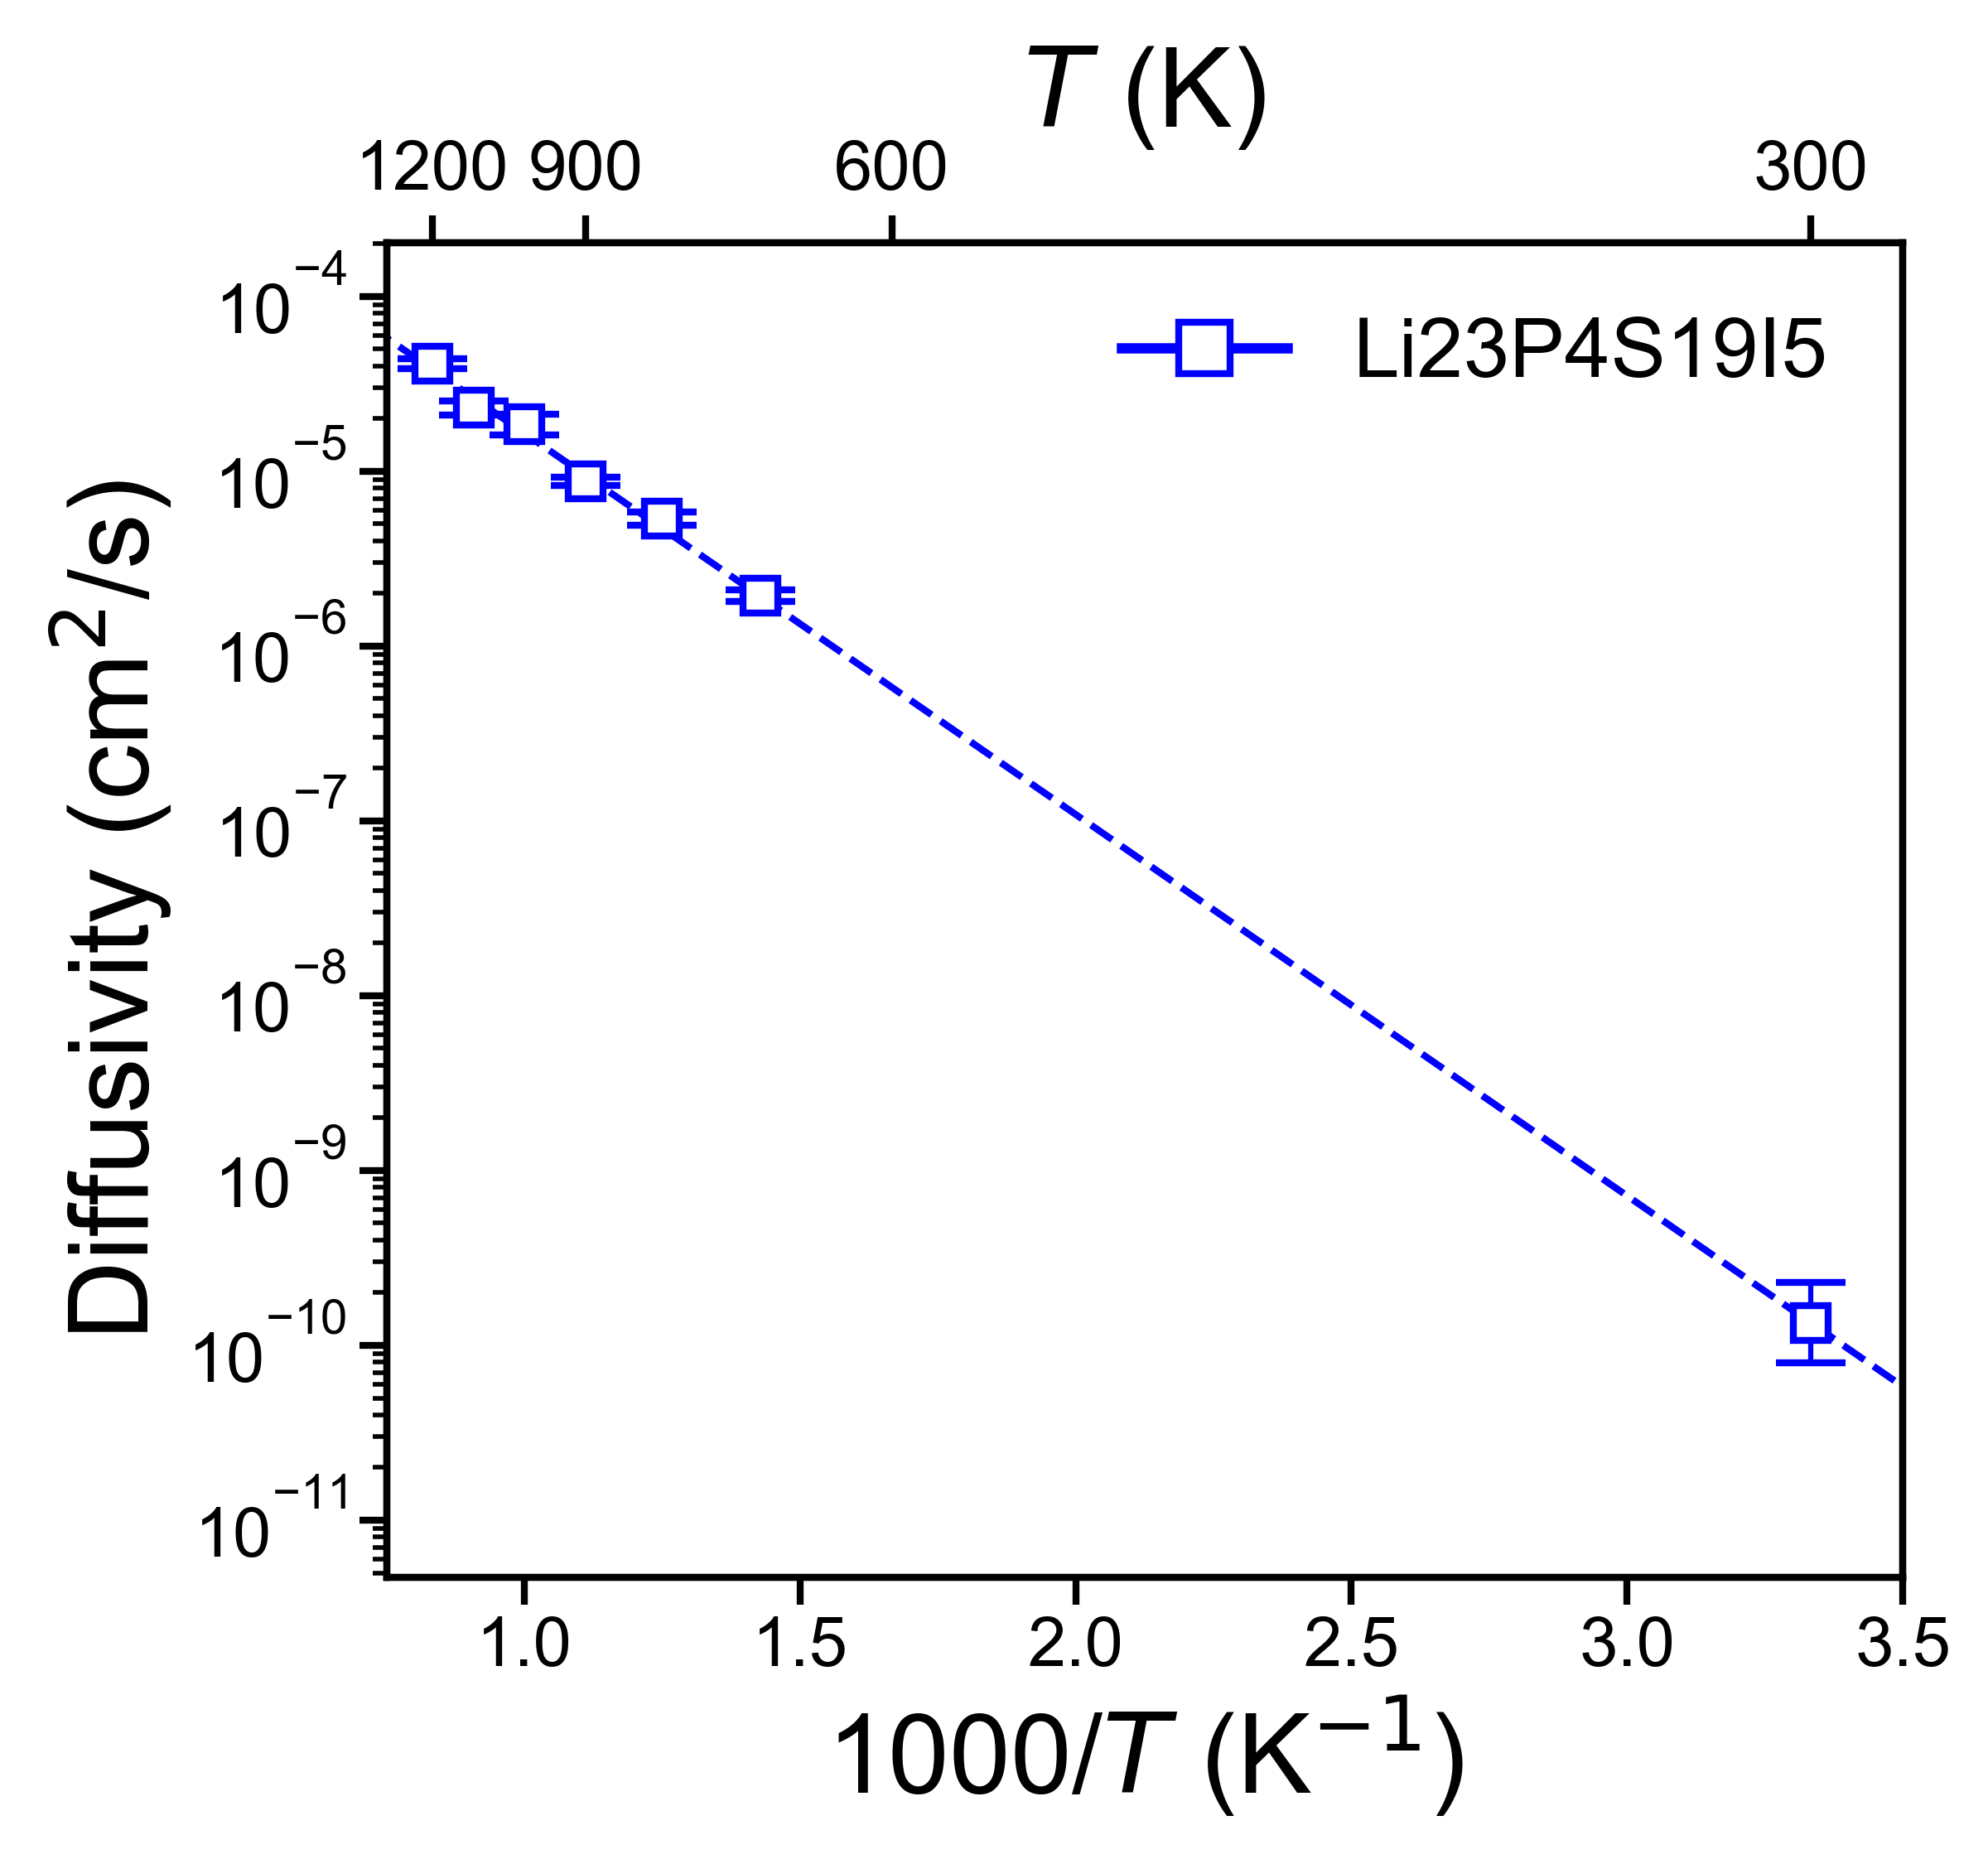 T (K)
1200 900 600 300
Li23P4S19I5
Diffusivity (cm²/s)
10⁻⁴
10⁻⁵
10⁻⁶
10⁻⁷
10⁻⁸
10⁻⁹
10⁻¹⁰
10⁻¹¹
1.0 1.5 2.0 2.5 3.0 3.5
1000/T (K⁻¹)